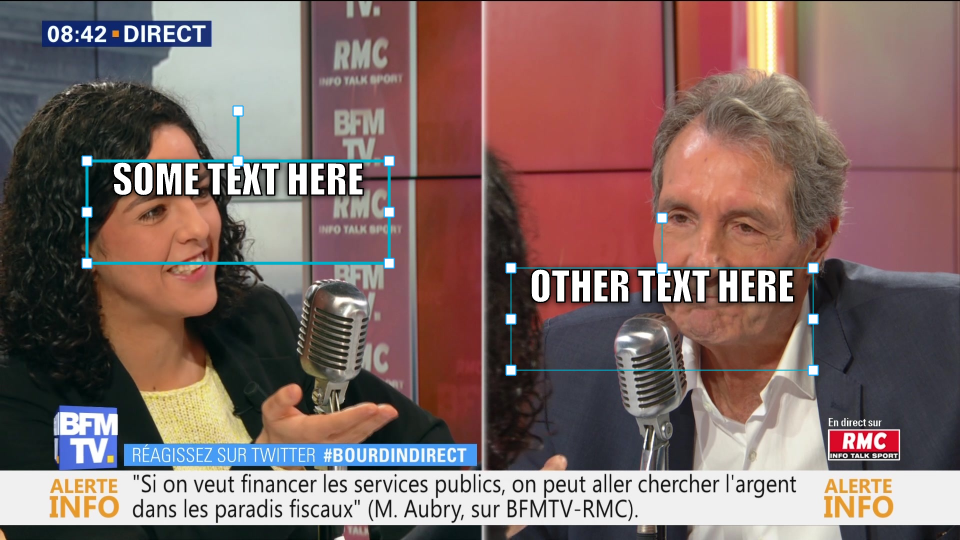 08:42 DIRECT
TV.
RMC
INFO TALK SPORT
BFM
TV.
SOME TEXT HERE
RMC
INFO TALK SPORT
BFM
RMC
OTHER TEXT HERE
En direct sur
RMC
INFO TALK SPORT
BFM
TV.
RÉAGISSEZ SUR TWITTER #BOURDINDIRECT
ALERTE
INFO
"Si on veut financer les services publics, on peut aller chercher l'argent
dans les paradis fiscaux" (M. Aubry, sur BFMTV-RMC).
ALERTE
INFO